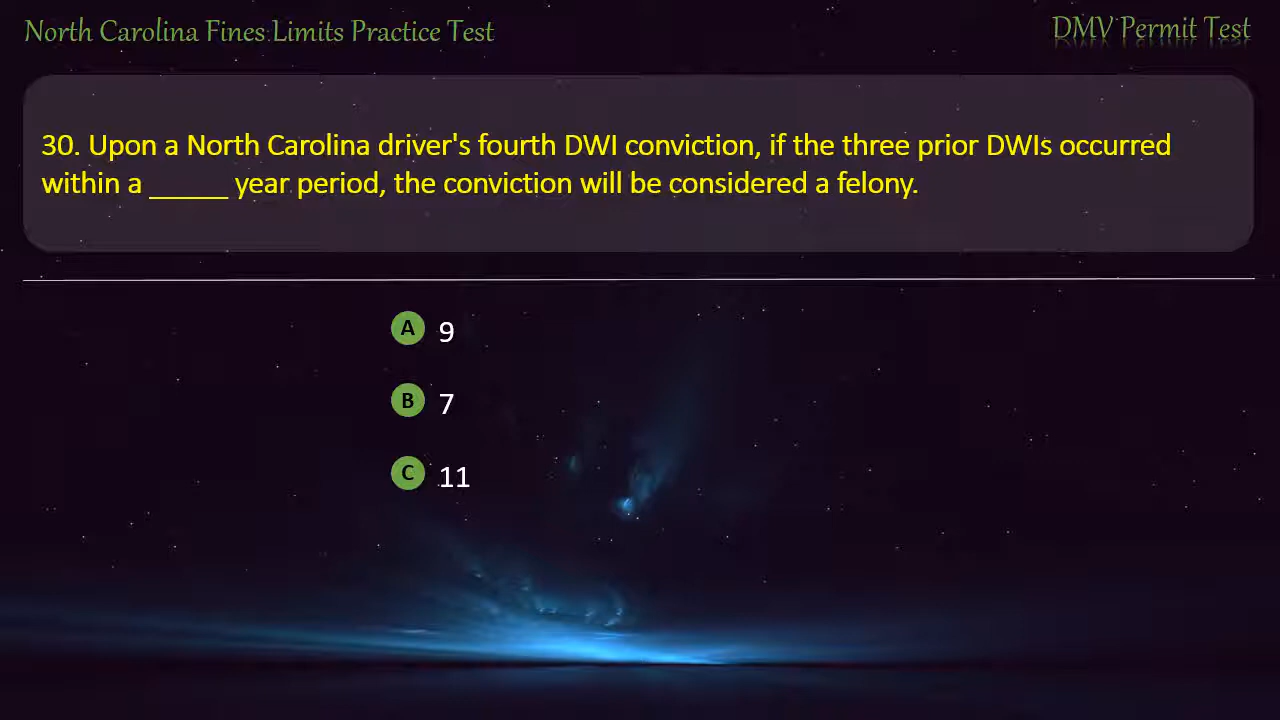 North Carolina Fines Limits Practice Test
DMV Permit Test
30. Upon a North Carolina driver's fourth DWI conviction, if the three prior DWIs occurred
within a _____ year period, the conviction will be considered a felony.
A 9
B 7
C 11